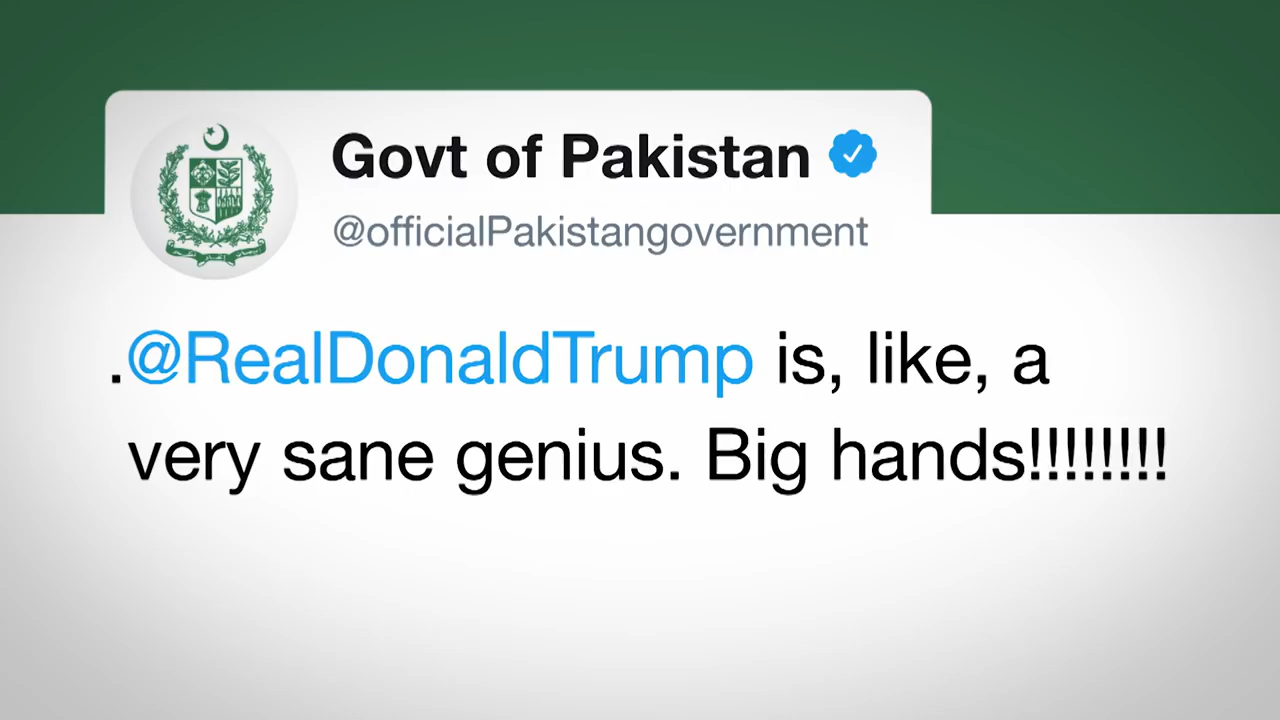 Govt of Pakistan
@officialPakistangovernment
.@RealDonaldTrump is, like, a
very sane genius. Big hands!!!!!!!!